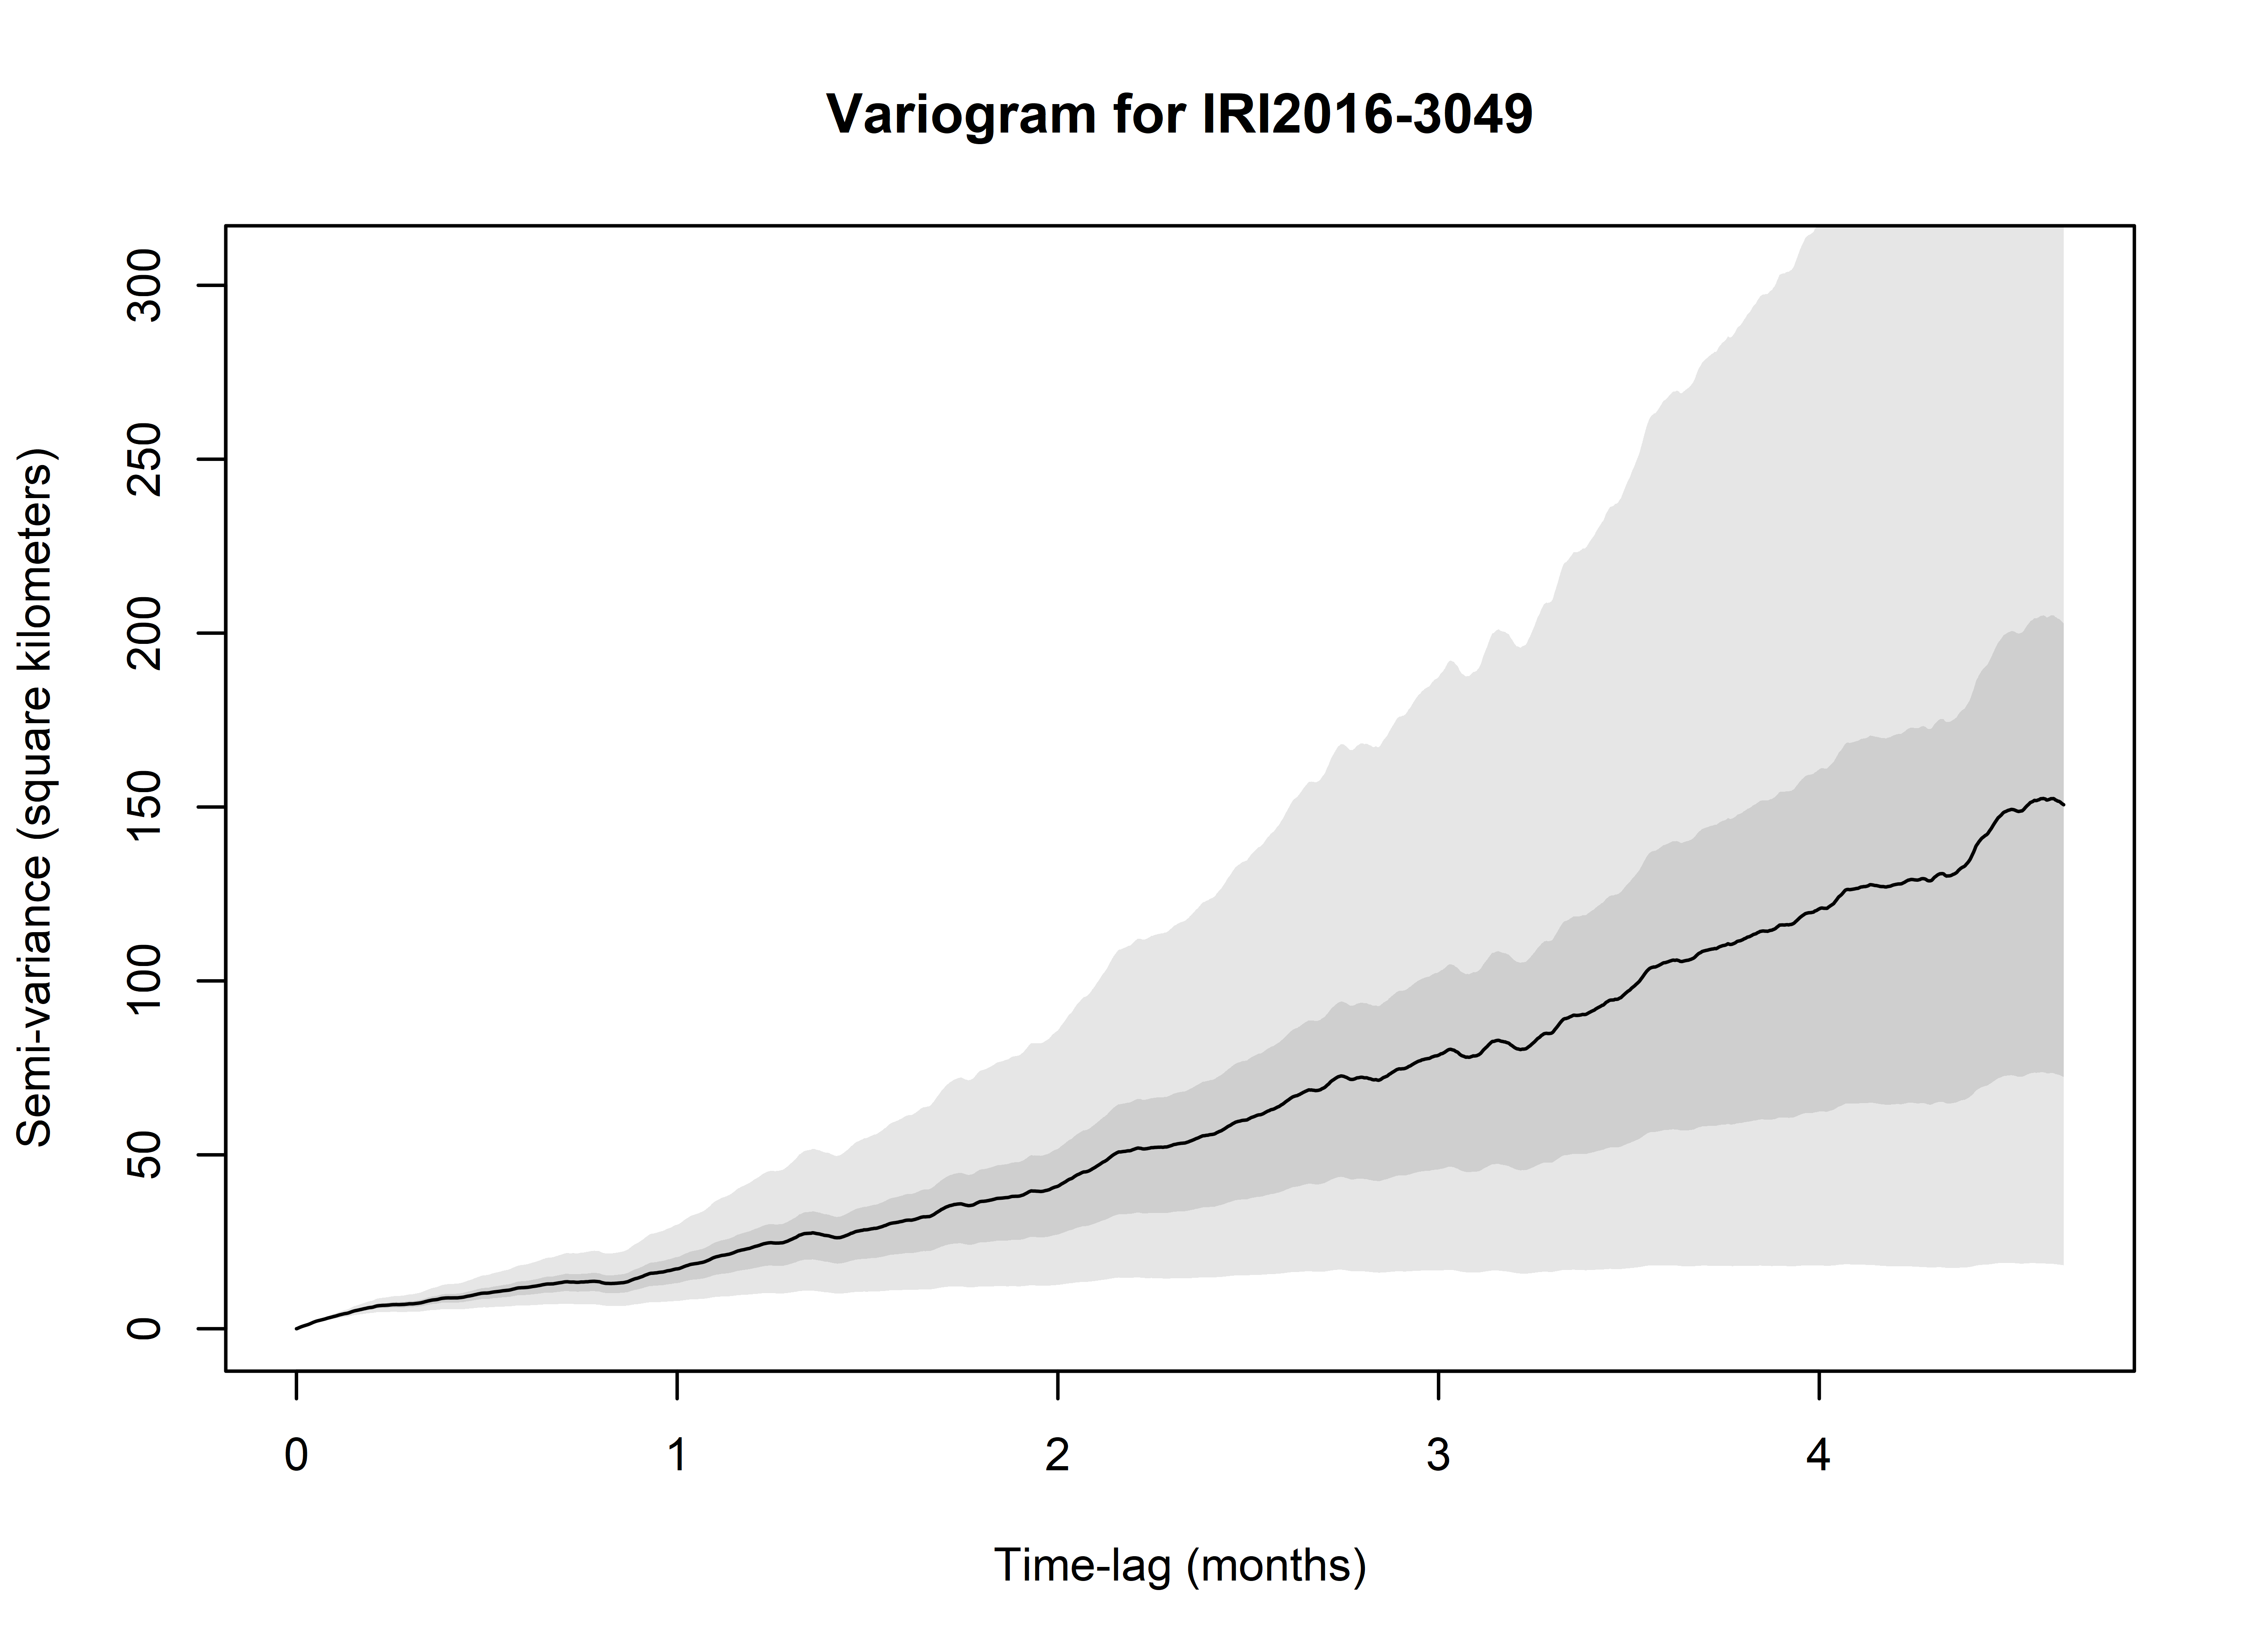 Variogram for IRI2016-3049
Semi-variance (square kilometers)
300
250
200
150
100
50
0
0 1 2 3 4
Time-lag (months)